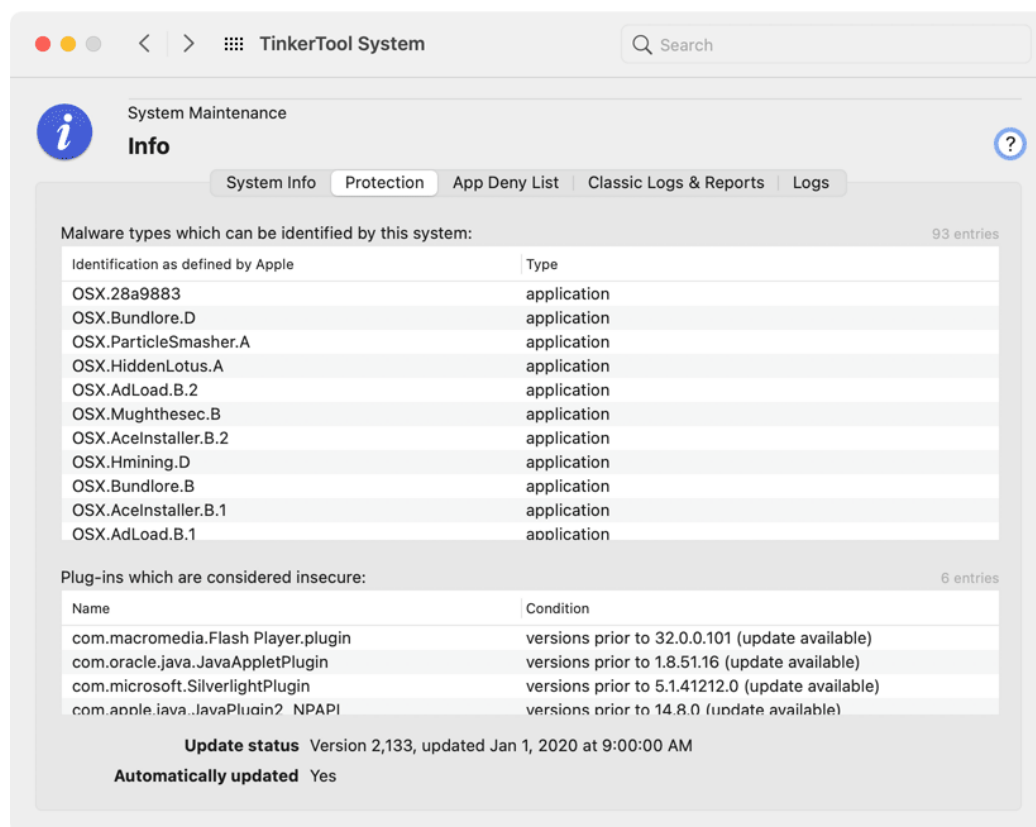 TinkerTool System
Search
System Maintenance
Info
?
System Info Protection App Deny List Classic Logs & Reports Logs
Malware types which can be identified by this system: 93 entries
Identification as defined by Apple Type
OSX.28a9883 application
OSX.Bundlore.D application
OSX.ParticleSmasher.A application
OSX.HiddenLotus.A application
OSX.AdLoad.B.2 application
OSX.Mughthesec.B application
OSX.AceInstaller.B.2 application
OSX.Hmining.D application
OSX.Bundlore.B application
OSX.AceInstaller.B.1 application
OSX.AdLoad.B.1 application
Plug-ins which are considered insecure: 6 entries
Name Condition
com.macromedia.Flash Player.plugin versions prior to 32.0.0.101 (update available)
com.oracle.java.JavaAppletPlugin versions prior to 1.8.51.16 (update available)
com.microsoft.SilverlightPlugin versions prior to 5.1.41212.0 (update available)
com.apple.java.JavaPlugin2_NPAPI versions prior to 14.8.0 (update available)
Update status Version 2,133, updated Jan 1, 2020 at 9:00:00 AM
Automatically updated Yes